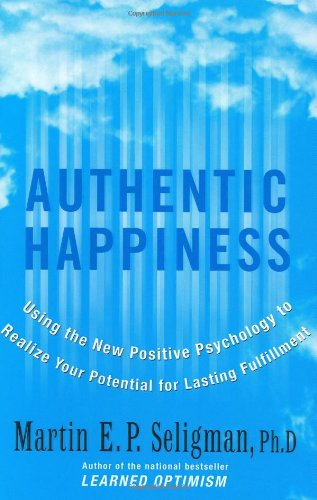 AUTHENTIC
HAPPINESS
Using the New Positive Psychology to
Realize Your Potential for Lasting Fulfillment
Martin E.P. Seligman, Ph.D
Author of the national bestseller
LEARNED OPTIMISM